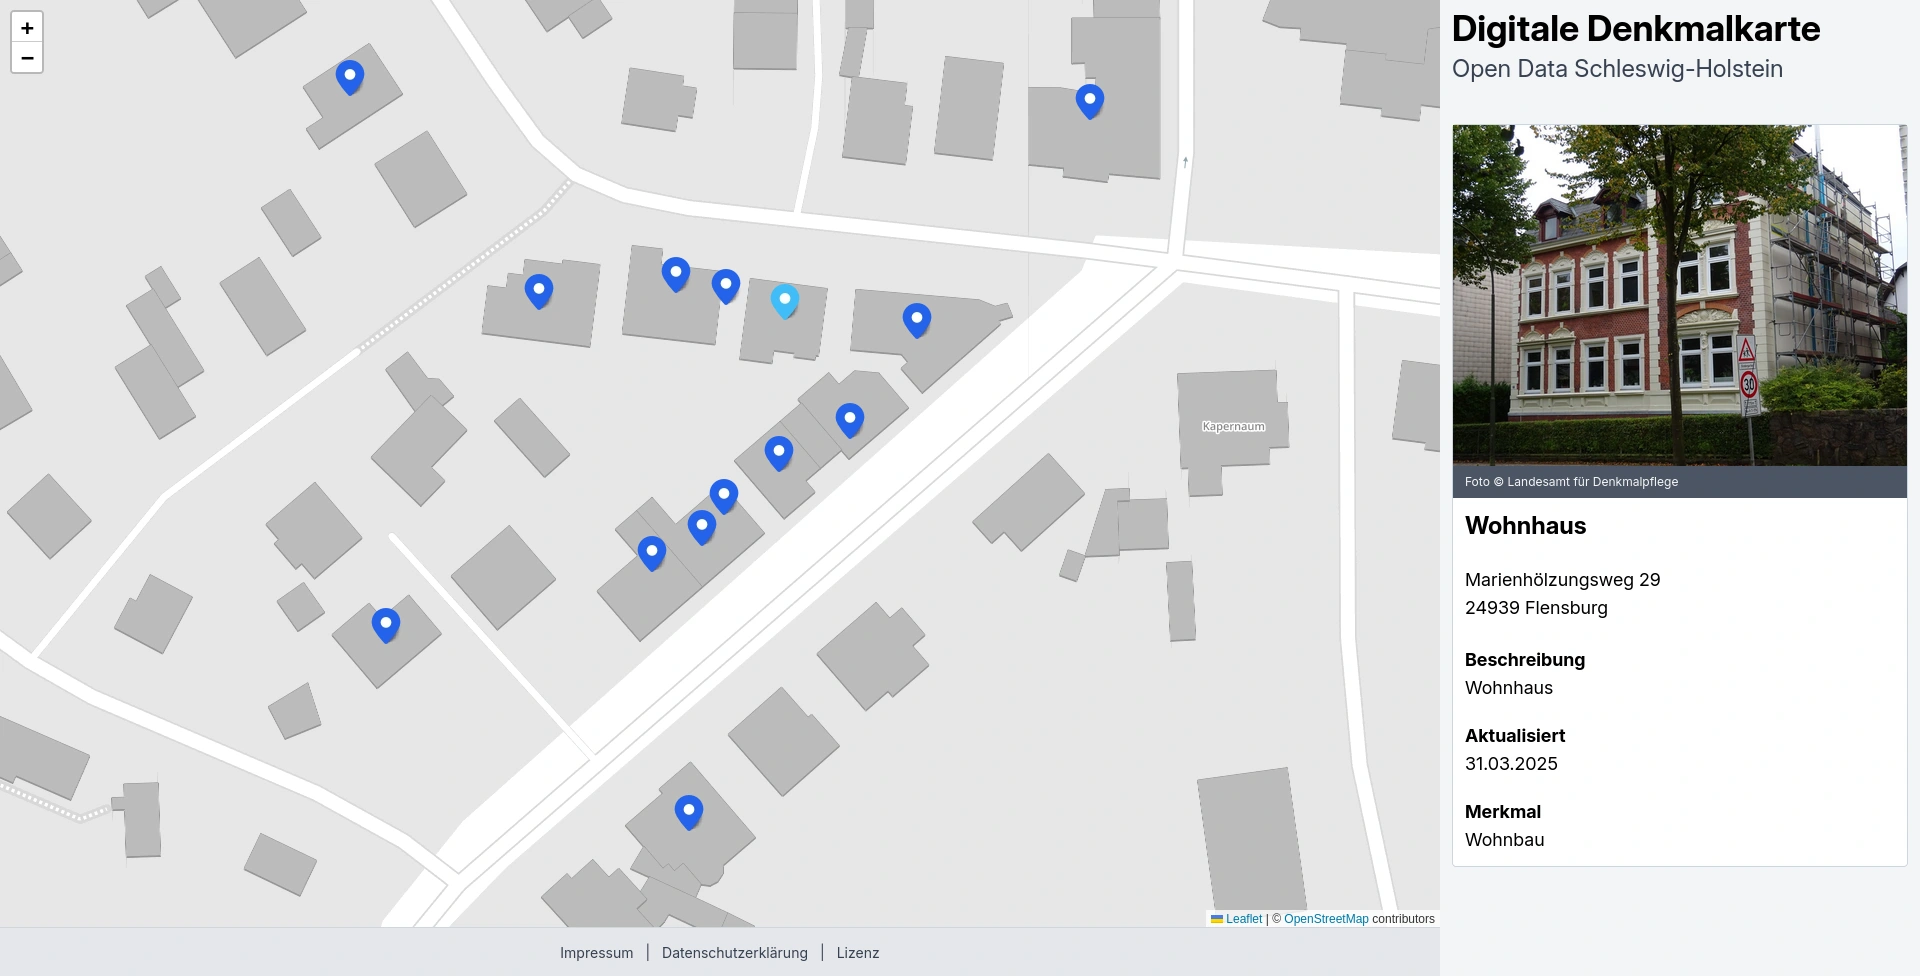 +
−
Kapernaum
Leaflet | © OpenStreetMap contributors
Impressum | Datenschutzerklärung | Lizenz
Digitale Denkmalkarte
Open Data Schleswig-Holstein
30
Foto © Landesamt für Denkmalpflege
Wohnhaus
Marienhölzungsweg 29
24939 Flensburg
Beschreibung
Wohnhaus
Aktualisiert
31.03.2025
Merkmal
Wohnbau